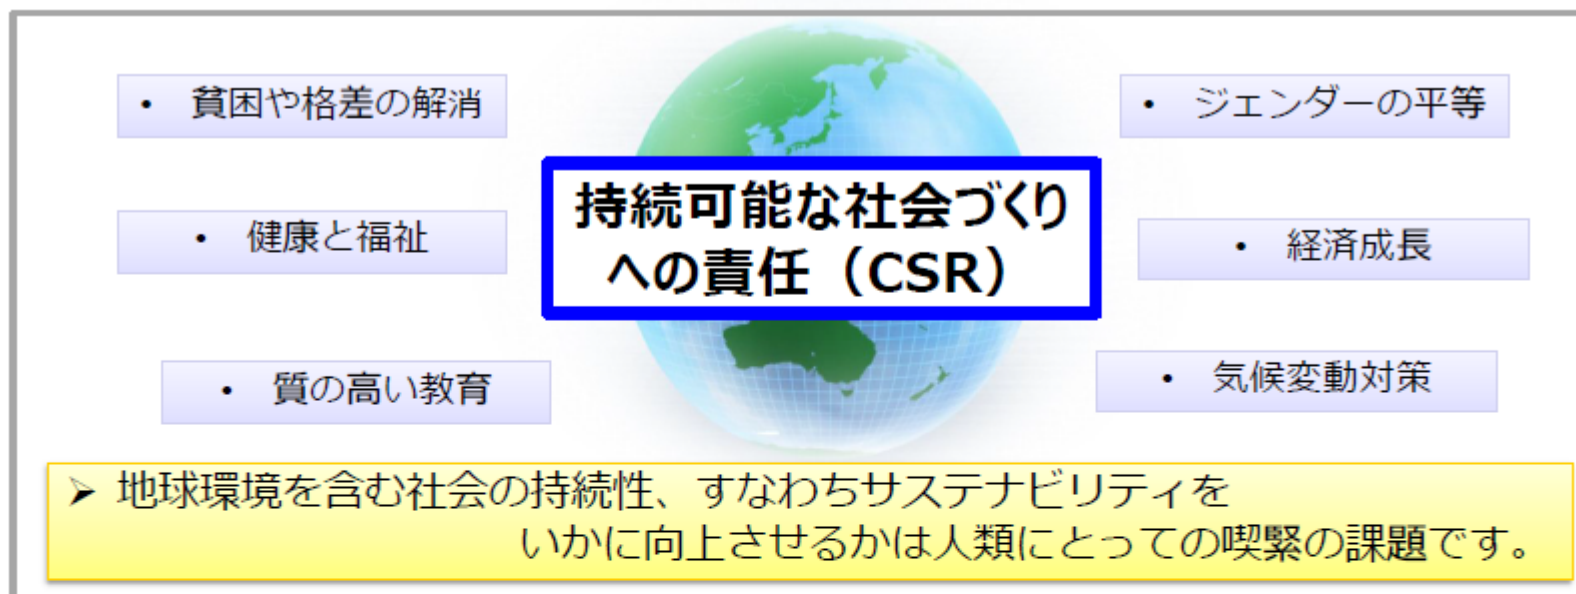 • 貧困や格差の解消
• ジェンダーの平等
持続可能な社会づくり
への責任（CSR）
• 健康と福祉
• 経済成長
• 質の高い教育
• 気候変動対策
➢ 地球環境を含む社会の持続性、すなわちサステナビリティを
いかに向上させるかは人類にとっての喫緊の課題です。